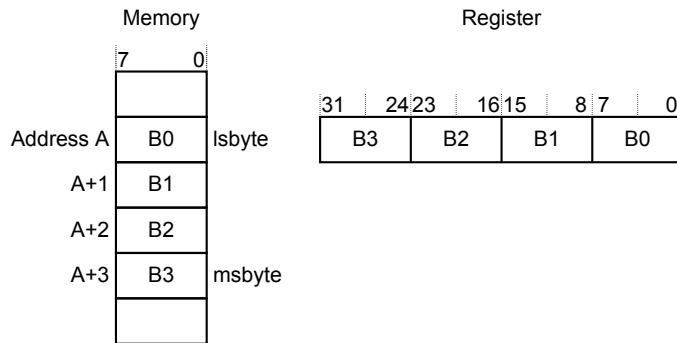 Memory Register
7 0
31 24 23 16 15 8 7 0
Address A B0 lsbyte B3 B2 B1 B0
A+1 B1
A+2 B2
A+3 B3 msbyte